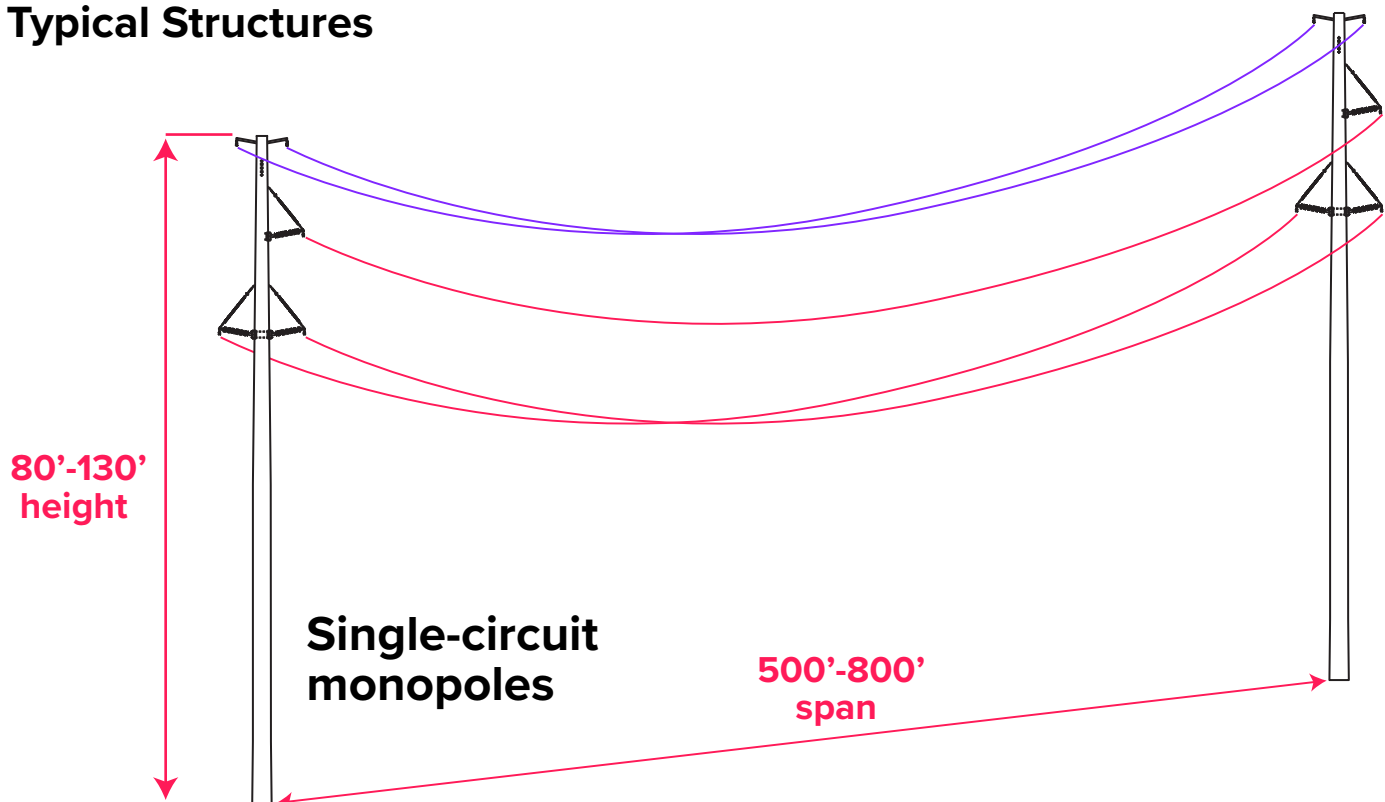 Typical Structures
80’-130’
height
Single-circuit
monopoles
500’-800’
span